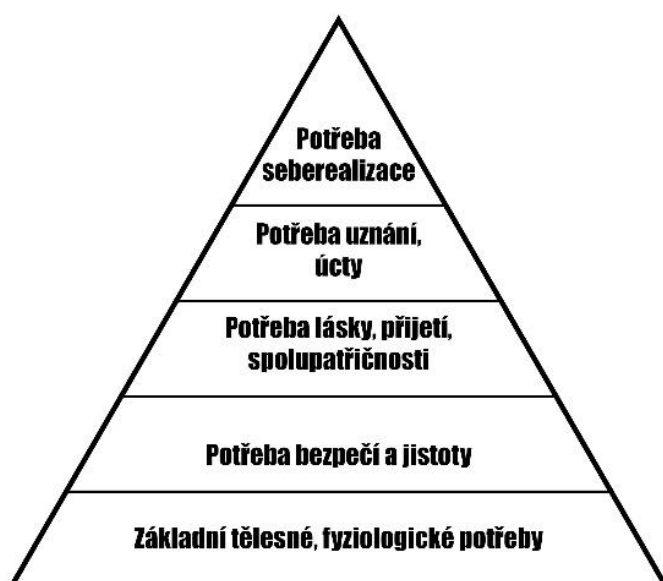 Potřeba
seberealizace
Potřeba uznání,
úcty
Potřeba lásky, přijetí,
spolupatřičnosti
Potřeba bezpečí a jistoty
Základní tělesné, fyziologické potřeby